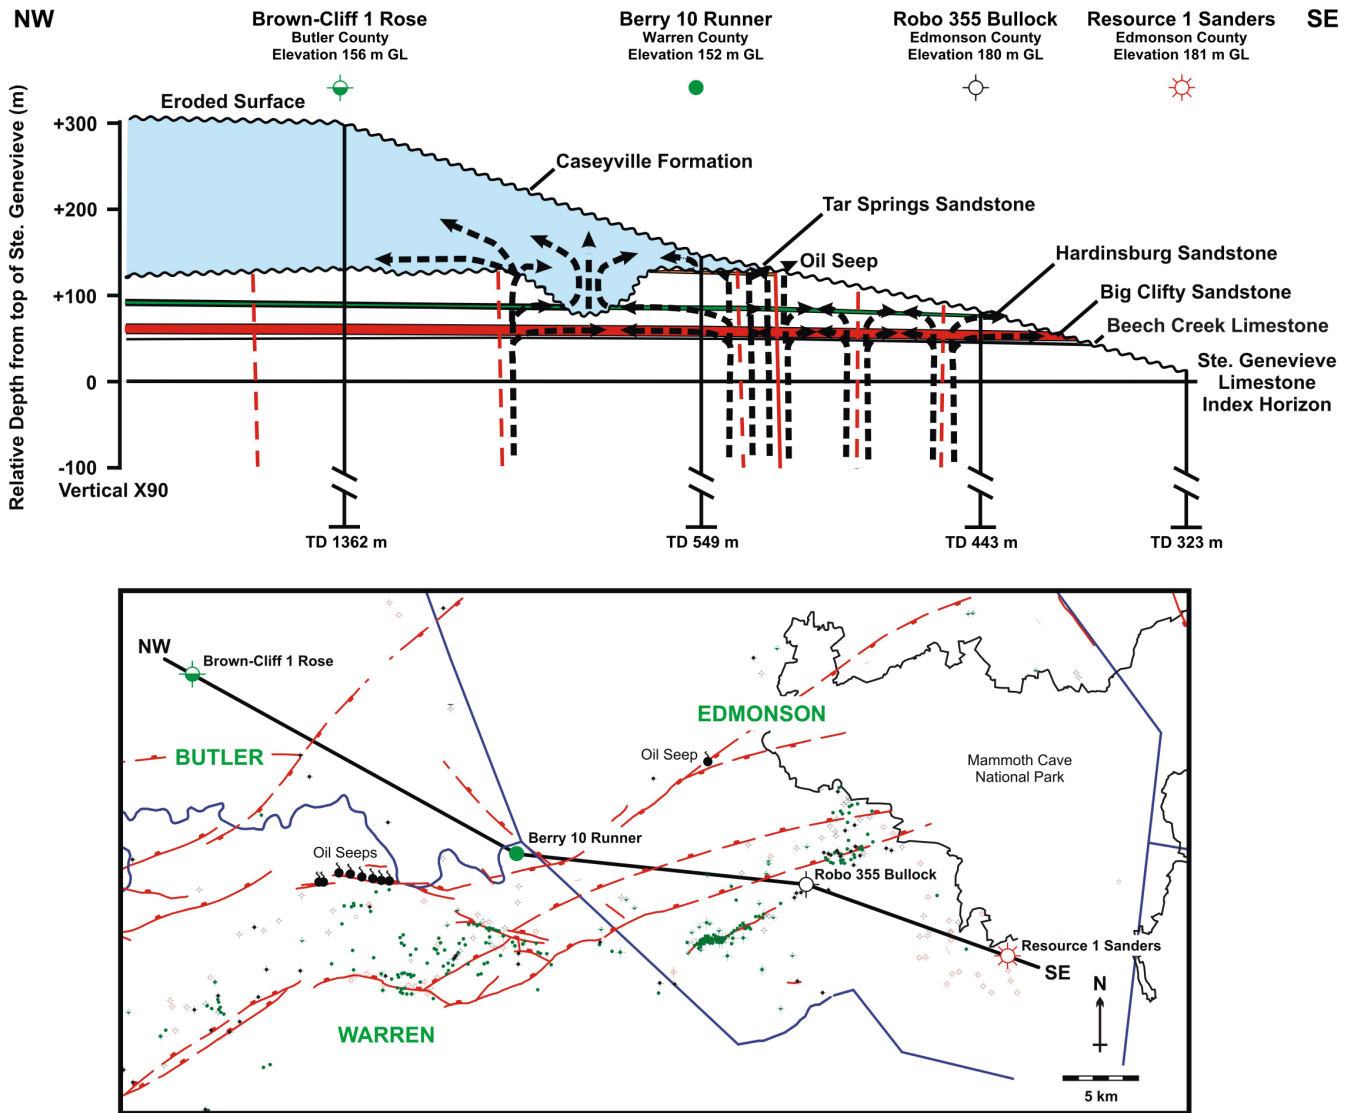 NW
Brown-Cliff 1 Rose
Butler County
Elevation 156 m GL
Berry 10 Runner
Warren County
Elevation 152 m GL
Robo 355 Bullock
Edmonson County
Elevation 180 m GL
Resource 1 Sanders
Edmonson County
Elevation 181 m GL
SE
Relative Depth from top of Ste. Genevieve (m)
Eroded Surface
+300
+200
+100
0
-100
Vertical X90
Caseyville Formation
Tar Springs Sandstone
Oil Seep
Hardinsburg Sandstone
Big Clifty Sandstone
Beech Creek Limestone
Ste. Genevieve
Limestone
Index Horizon
TD 1362 m
TD 549 m
TD 443 m
TD 323 m
NW
Brown-Cliff 1 Rose
BUTLER
EDMONSON
Oil Seep
Mammoth Cave
National Park
Berry 10 Runner
Oil Seeps
Robo 355 Bullock
Resource 1 Sanders
SE
N
WARREN
5 km